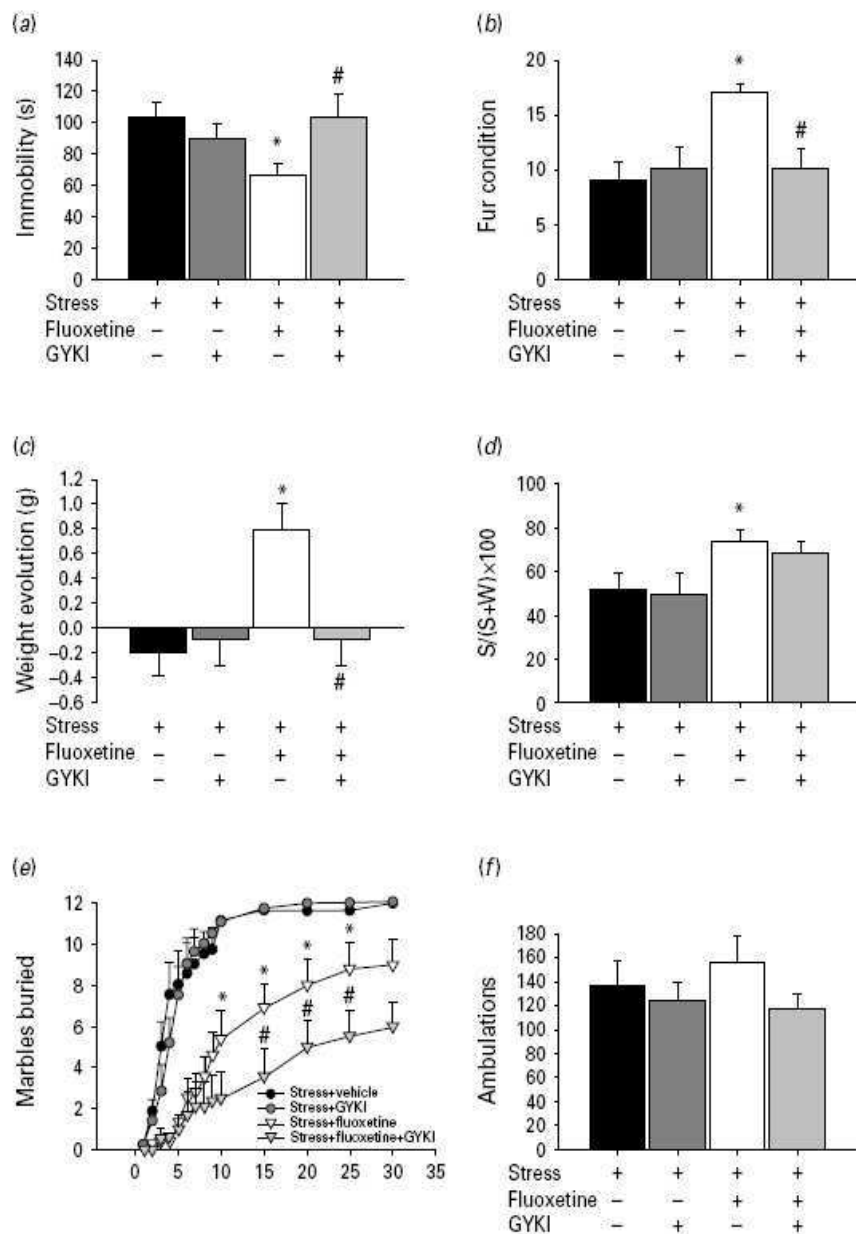 (a)
Immobility (s)
140
120
100
80
60
40
20
0
*
#
Stress + + + +
Fluoxetine – – + +
GYKI – + – +
(b)
Fur condition
20
15
10
5
0
*
#
Stress + + + +
Fluoxetine – – + +
GYKI – + – +
(c)
Weight evolution (g)
1.2
1.0
0.8
0.6
0.4
0.2
0.0
–0.2
–0.4
–0.6
*
#
Stress + + + +
Fluoxetine – – + +
GYKI – + – +
(d)
S/(S+W)×100
100
80
60
40
20
0
*
Stress + + + +
Fluoxetine – – + +
GYKI – + – +
(e)
Marbles buried
12
10
8
6
4
2
0
* * * *
# # #
Stress+vehicle
Stress+GYKI
Stress+fluoxetine
Stress+fluoxetine+GYKI
0 5 10 15 20 25 30 35
(f)
Ambulations
180
160
140
120
100
80
60
40
20
0
Stress + + + +
Fluoxetine – – + +
GYKI – + – +